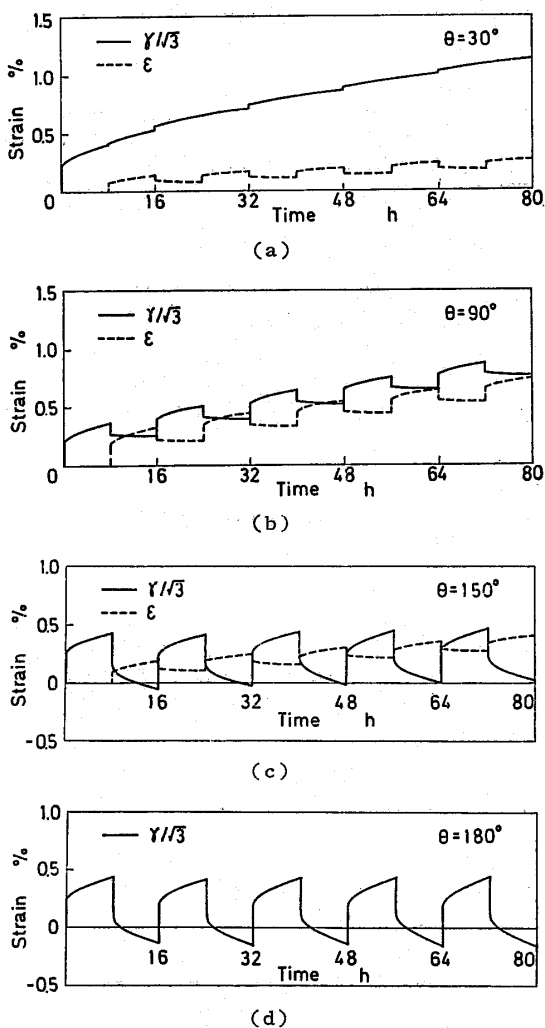 1.5
γ/√3
θ=30°
ε
1.0
Strain %
0.5
0
16 32 48 64 80
Time h
(a)
1.5
γ/√3
θ=90°
ε
1.0
Strain %
0.5
0
16 32 48 64 80
Time h
(b)
1.0
γ/√3
θ=150°
ε
0.5
Strain %
0
16 32 48 64 80
Time h
-0.5
(c)
1.0
γ/√3
θ=180°
0.5
Strain %
0
16 32 48 64 80
Time h
-0.5
(d)